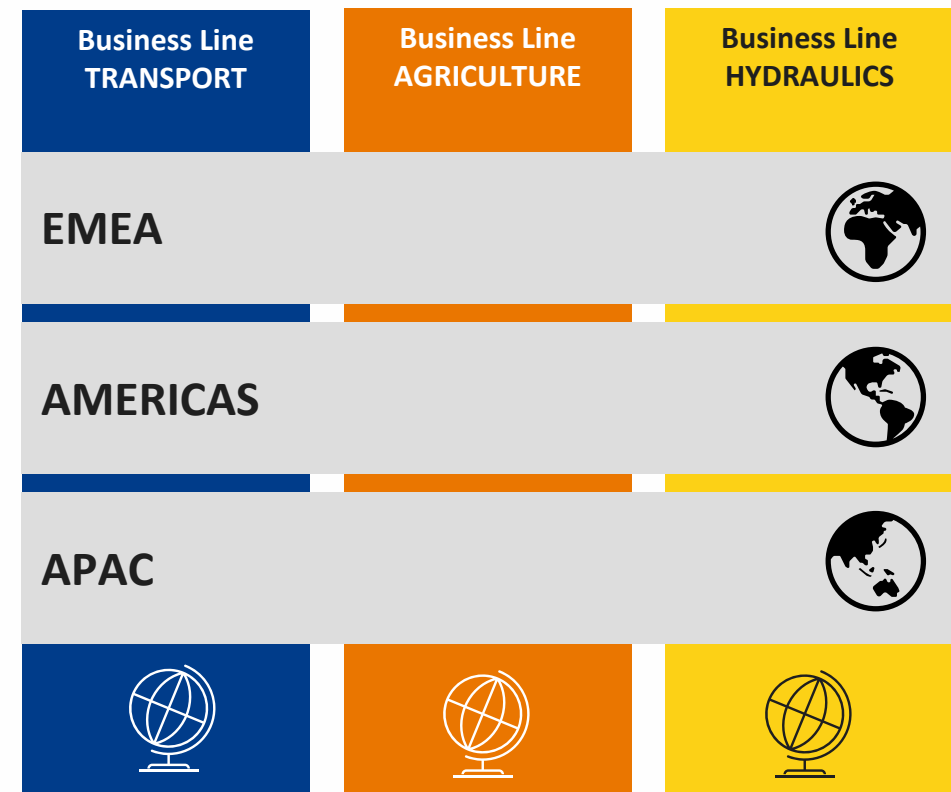 Business Line
TRANSPORT
Business Line
AGRICULTURE
Business Line
HYDRAULICS
EMEA
AMERICAS
APAC